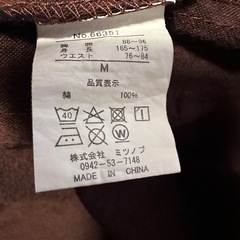 No.66351
胸囲 88~96
身長 165~175
ウエスト 76~84
M
品質表示
綿 100%
40
株式会社 ミツノブ
0942-53-7148
MADE IN CHINA